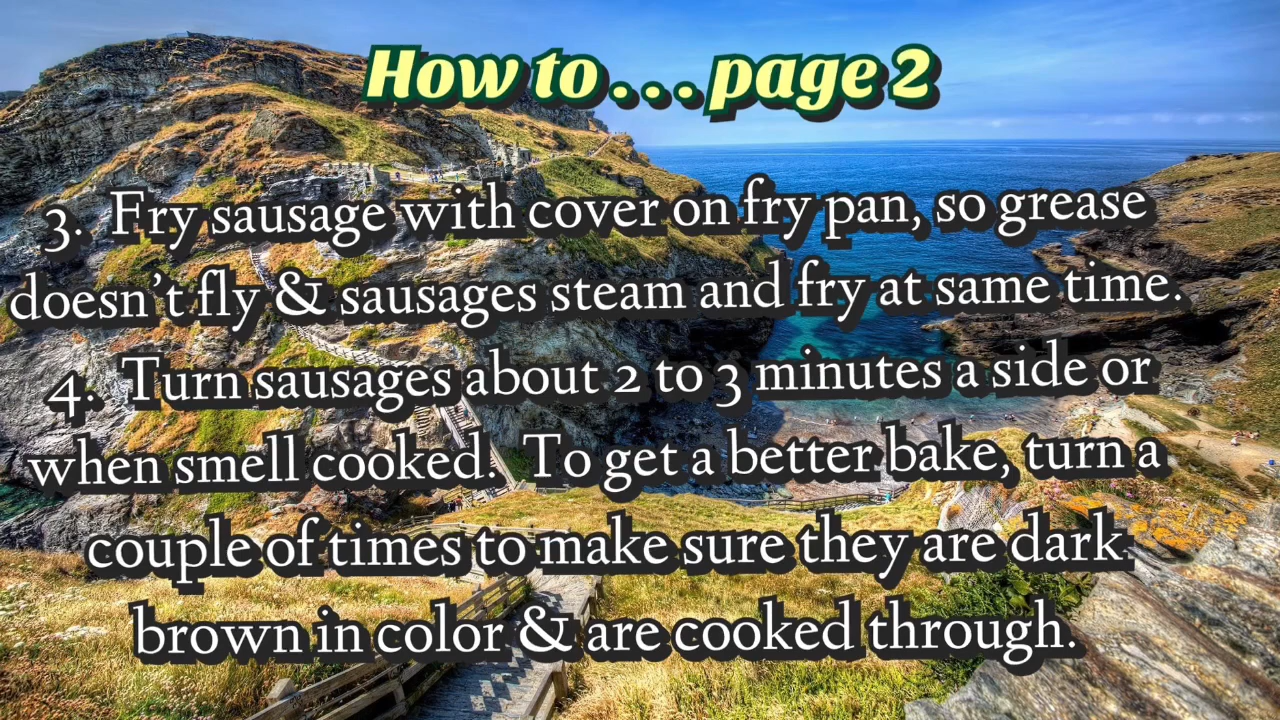 How to . . . page 2
3. Fry sausage with cover on fry pan, so grease
doesn't fly & sausages steam and fry at same time.
4. Turn sausages about 2 to 3 minutes a side or
when smell cooked. To get a better bake, turn a
couple of times to make sure they are dark
brown in color & are cooked through.